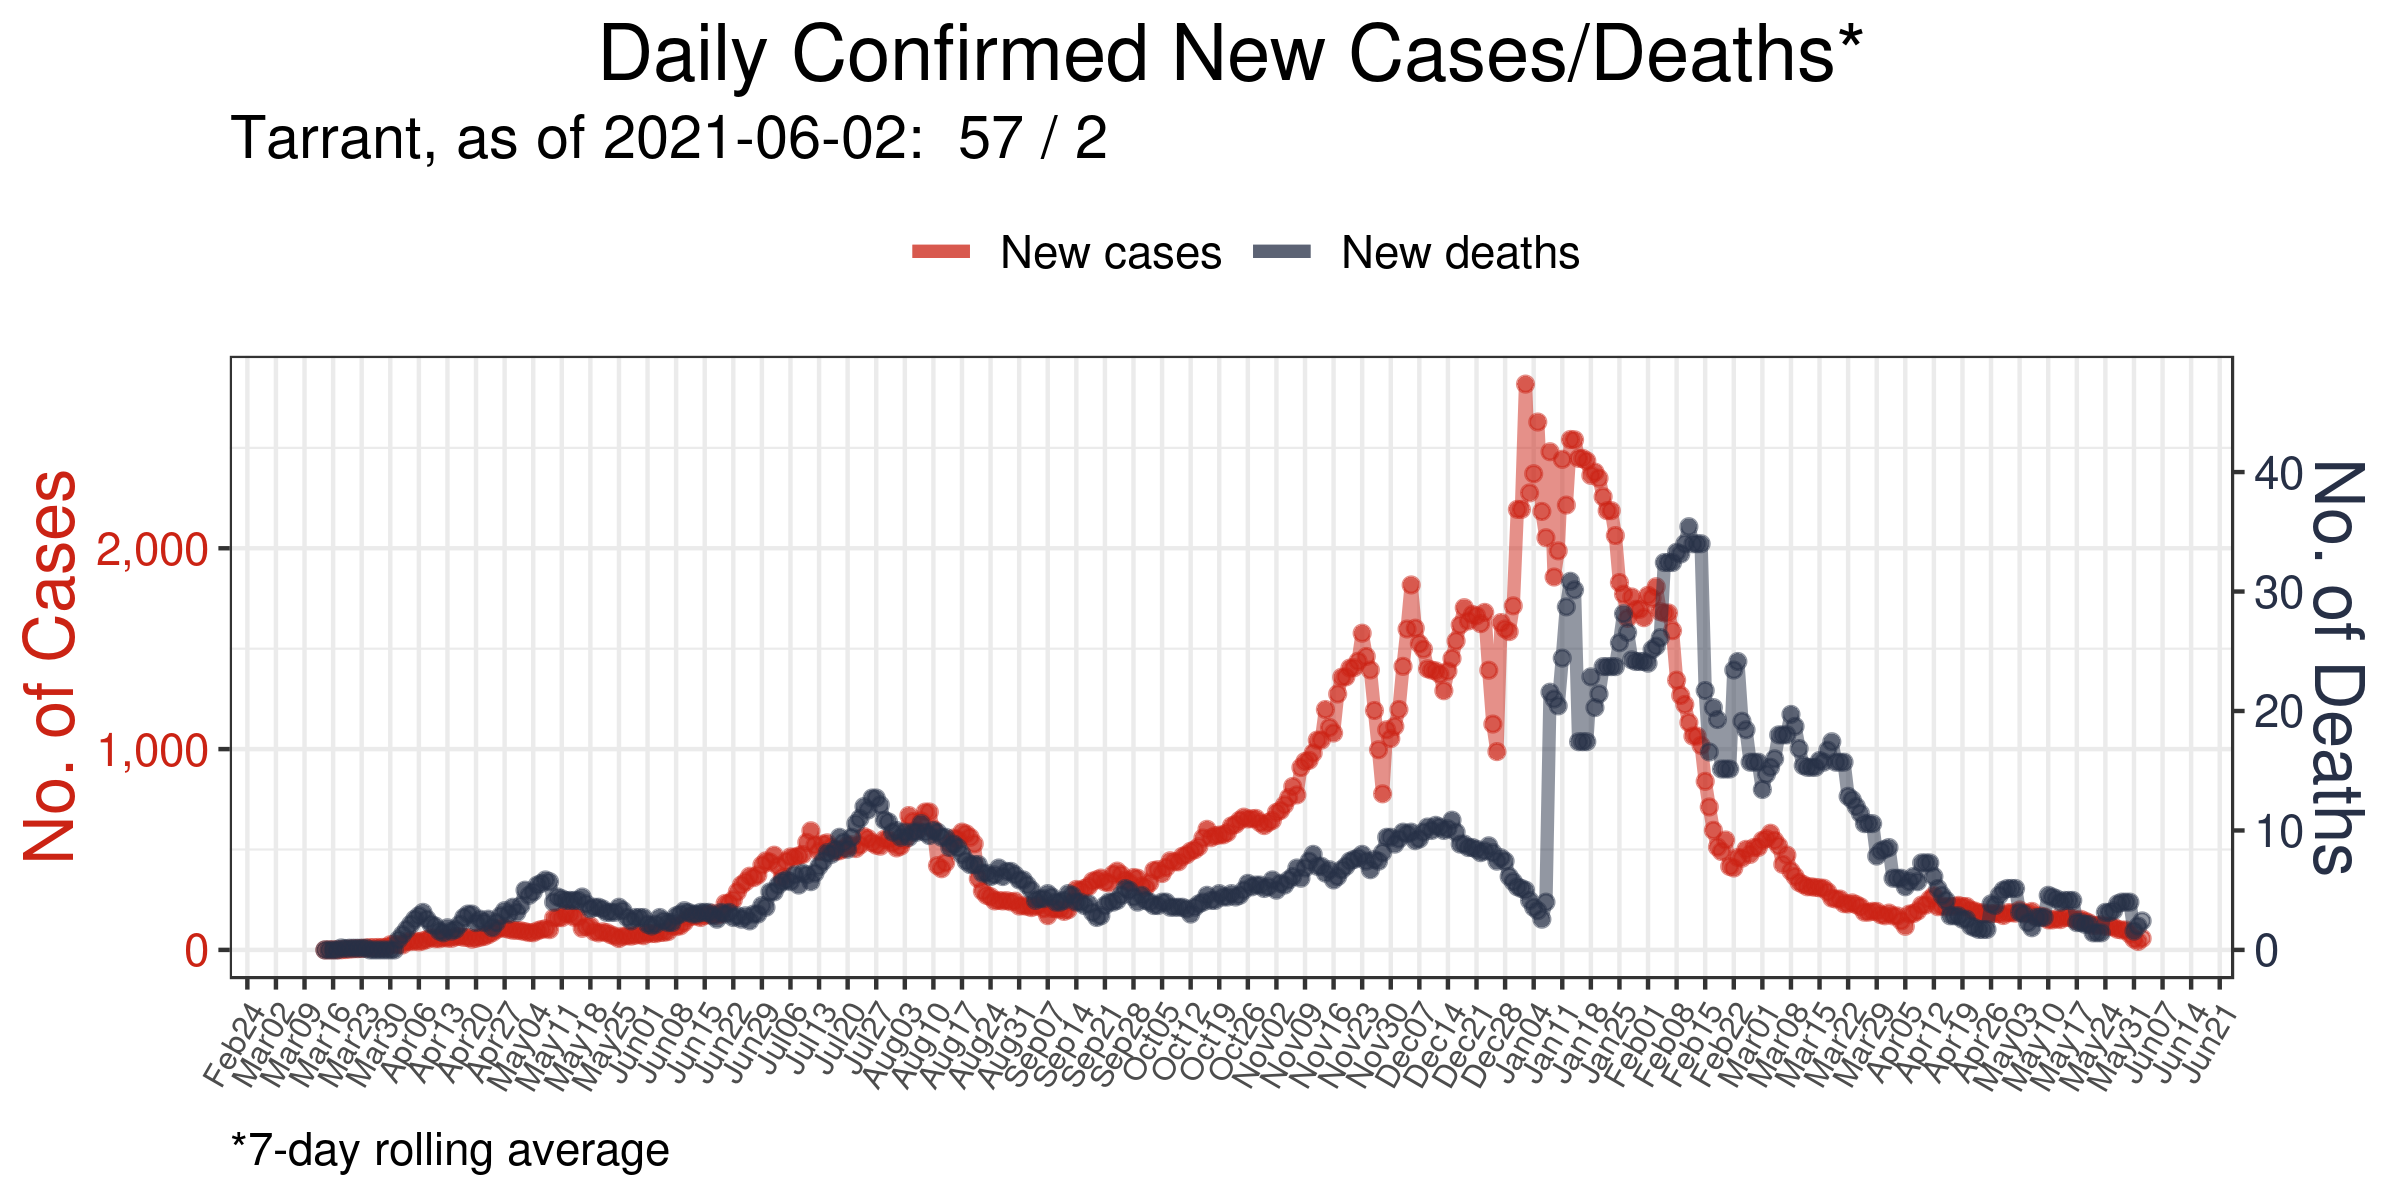 Daily Confirmed New Cases/Deaths*
Tarrant, as of 2021-06-02:  57 / 2
New cases New deaths
No. of Cases
2,000
1,000
0
40
30
20
10
0
No. of Deaths
Feb24 Mar02 Mar09 Mar16 Mar23 Mar30 Apr06 Apr13 Apr20 Apr27 May04 May11 May18 May25 Jun01 Jun08 Jun15 Jun22 Jun29 Jul06 Jul13 Jul20 Jul27 Aug03 Aug10 Aug17 Aug24 Aug31 Sep07 Sep14 Sep21 Sep28 Oct05 Oct12 Oct19 Oct26 Nov02 Nov09 Nov16 Nov23 Nov30 Dec07 Dec14 Dec21 Dec28 Jan04 Jan11 Jan18 Jan25 Feb01 Feb08 Feb15 Feb22 Mar01 Mar08 Mar15 Mar22 Mar29 Apr05 Apr12 Apr19 Apr26 May03 May10 May17 May24 May31 Jun07 Jun14 Jun21
*7-day rolling average